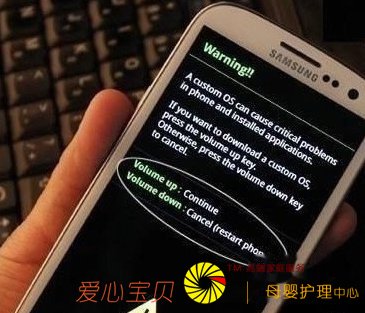 SAMSUNG
Warning!!
A custom OS can cause critical problems
in phone and installed applications.
If you want to download a custom OS,
press the volume up key.
Otherwise, press the volume down key
to cancel.
Volume up : Continue
Volume down : Cancel (restart phone
TM
爱心宝贝
母婴护理中心